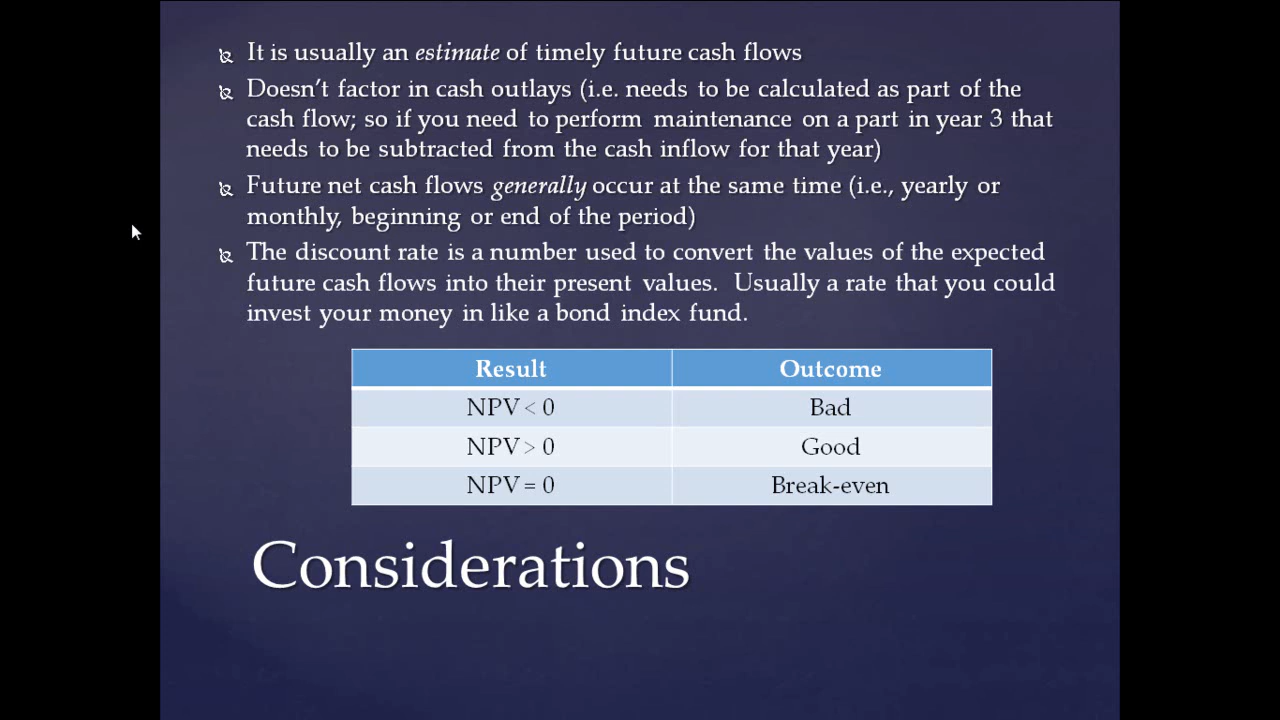 It is usually an estimate of timely future cash flows
Doesn’t factor in cash outlays (i.e. needs to be calculated as part of the
cash flow; so if you need to perform maintenance on a part in year 3 that
needs to be subtracted from the cash inflow for that year)
Future net cash flows generally occur at the same time (i.e., yearly or
monthly, beginning or end of the period)
The discount rate is a number used to convert the values of the expected
future cash flows into their present values. Usually a rate that you could
invest your money in like a bond index fund.
Result Outcome
NPV < 0 Bad
NPV > 0 Good
NPV = 0 Break-even
Considerations